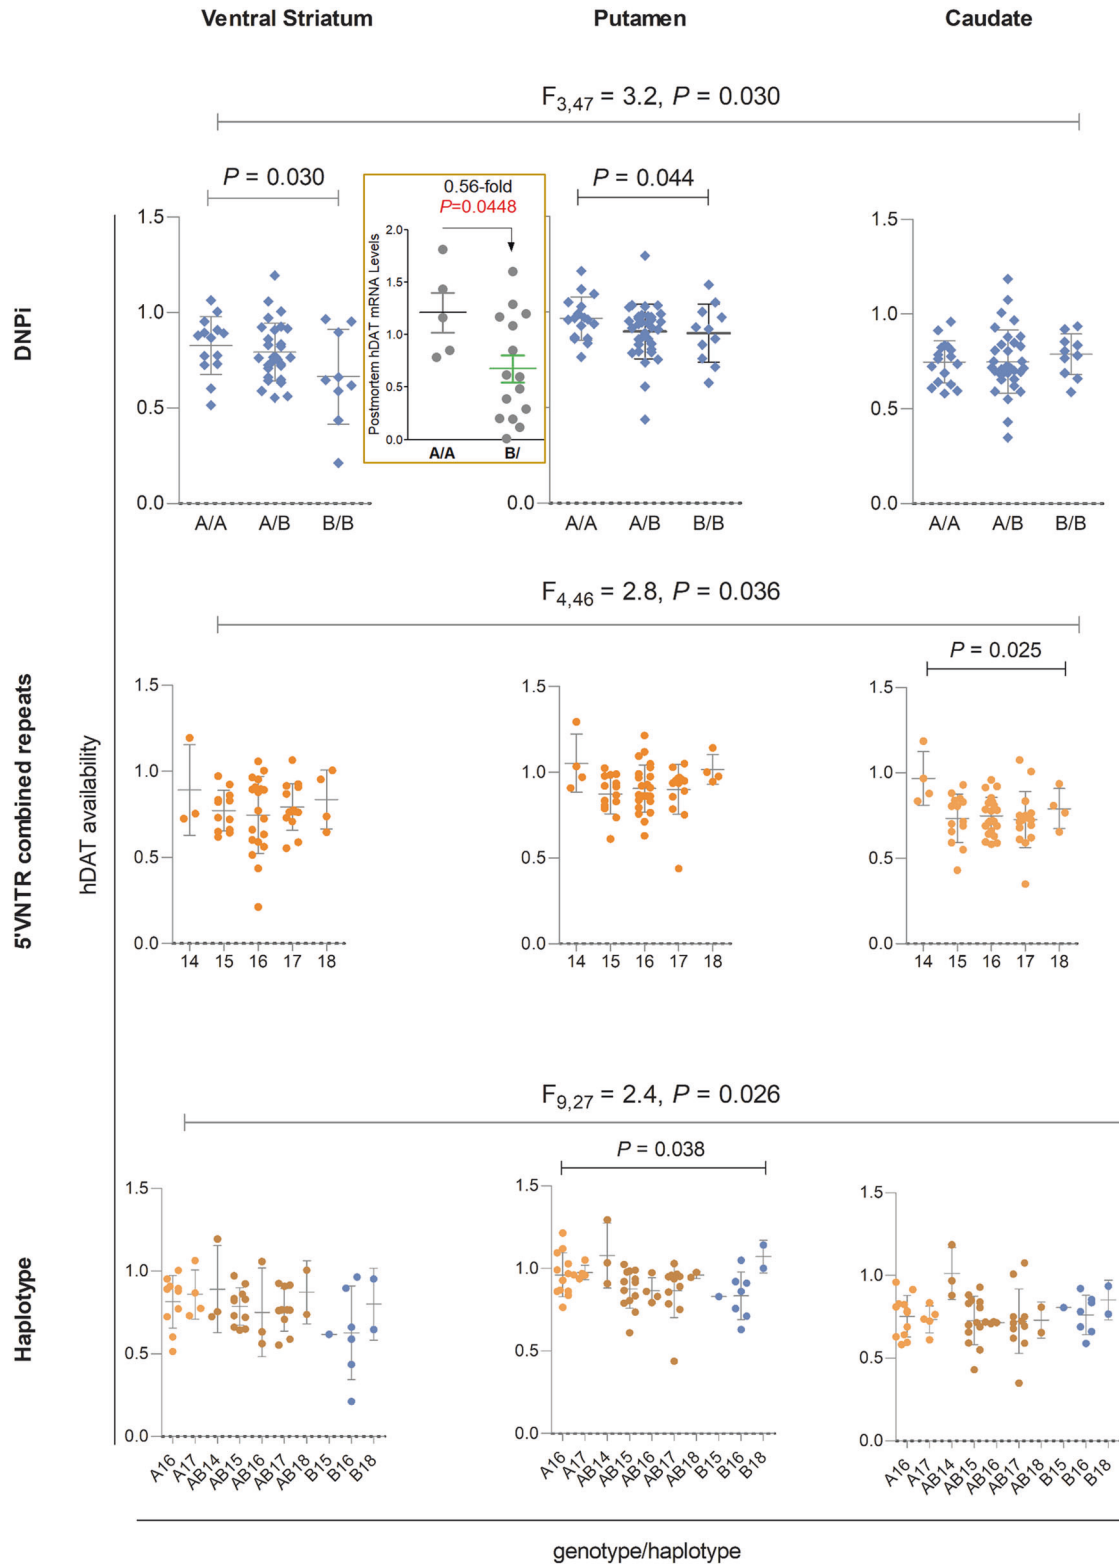 Ventral Striatum
Putamen
Caudate
F3,47 = 3.2, P = 0.030
DNPi
P = 0.030
0.56-fold
P=0.0448
Postmortem hDAT mRNA Levels
2.0
1.5
1.0
0.5
0.0
A/A
B/
P = 0.044
1.5
1.0
0.5
0.0
A/A
A/B
B/B
0.0
A/A
A/B
B/B
1.5
1.0
0.5
0.0
A/A
A/B
B/B
F4,46 = 2.8, P = 0.036
5'VNTR combined repeats
hDAT availability
P = 0.025
1.5
1.0
0.5
0.0
14 15 16 17 18
1.5
1.0
0.5
0.0
14 15 16 17 18
1.5
1.0
0.5
0.0
14 15 16 17 18
F9,27 = 2.4, P = 0.026
Haplotype
P = 0.038
1.5
1.0
0.5
0.0
A16 A17 AB14 AB15 AB16 AB17 AB18 B15 B16 B18
1.5
1.0
0.5
0.0
A16 A17 AB14 AB15 AB16 AB17 AB18 B15 B16 B18
1.5
1.0
0.5
0.0
A16 A17 AB14 AB15 AB16 AB17 AB18 B15 B16 B18
genotype/haplotype